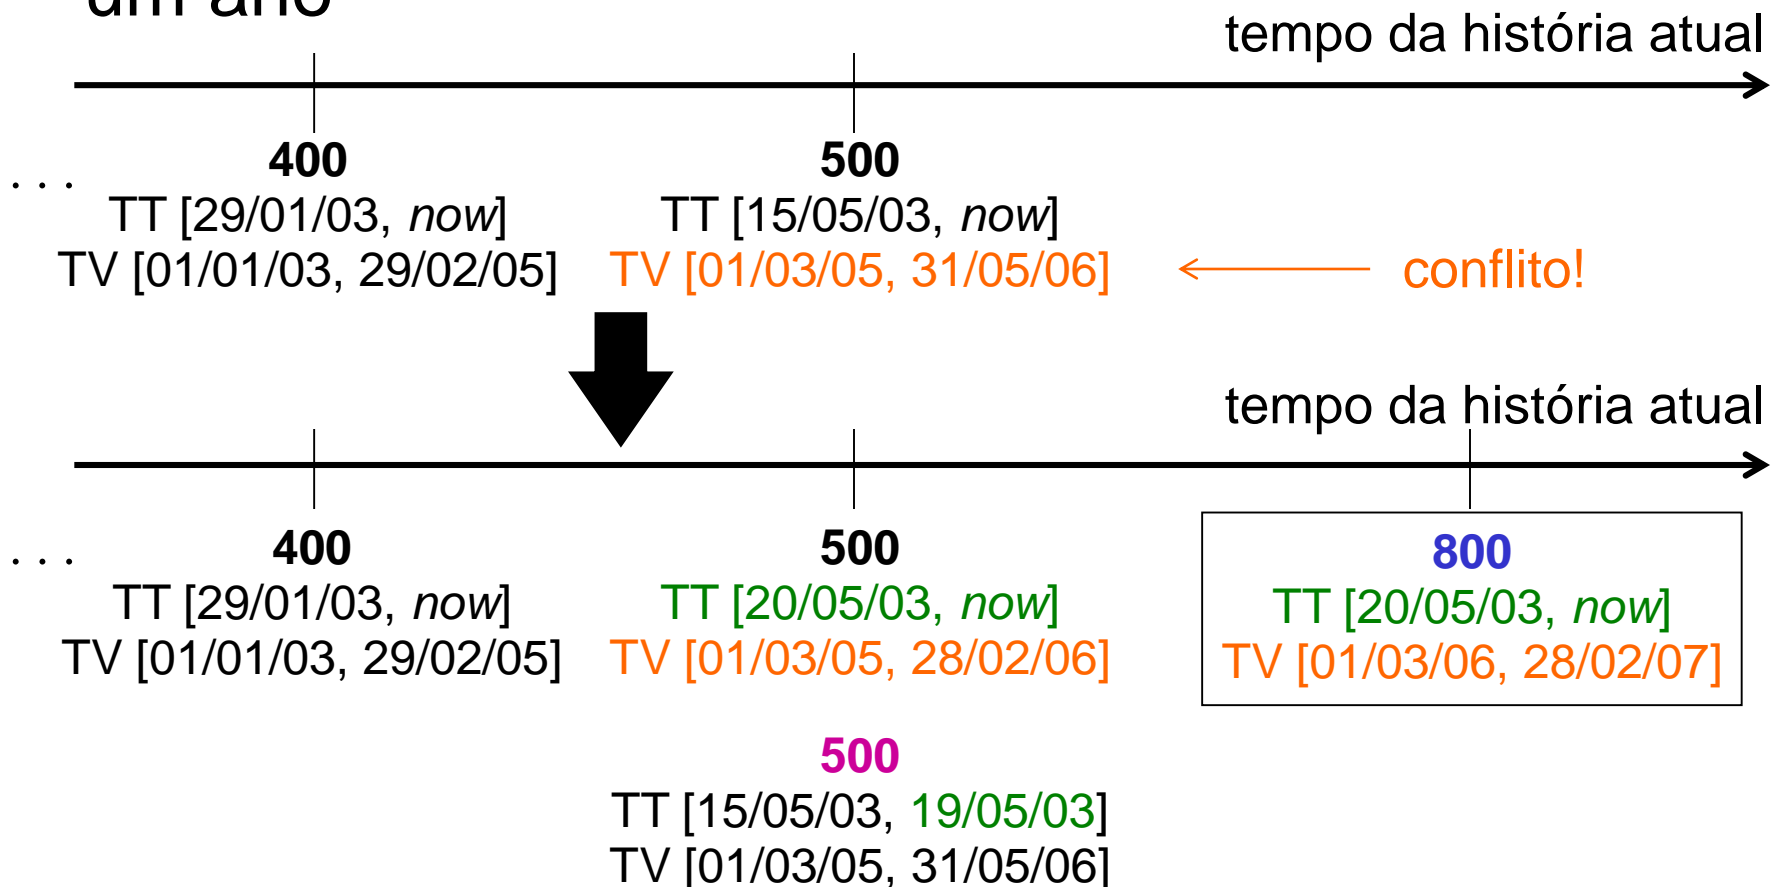 um ano
tempo da história atual
400 500
. . .
TT [29/01/03, now] TT [15/05/03, now]
TV [01/01/03, 29/02/05] TV [01/03/05, 31/05/06] conflito!
tempo da história atual
400 500 800
. . .
TT [29/01/03, now] TT [20/05/03, now] TT [20/05/03, now]
TV [01/01/03, 29/02/05] TV [01/03/05, 28/02/06] TV [01/03/06, 28/02/07]
500
TT [15/05/03, 19/05/03]
TV [01/03/05, 31/05/06]